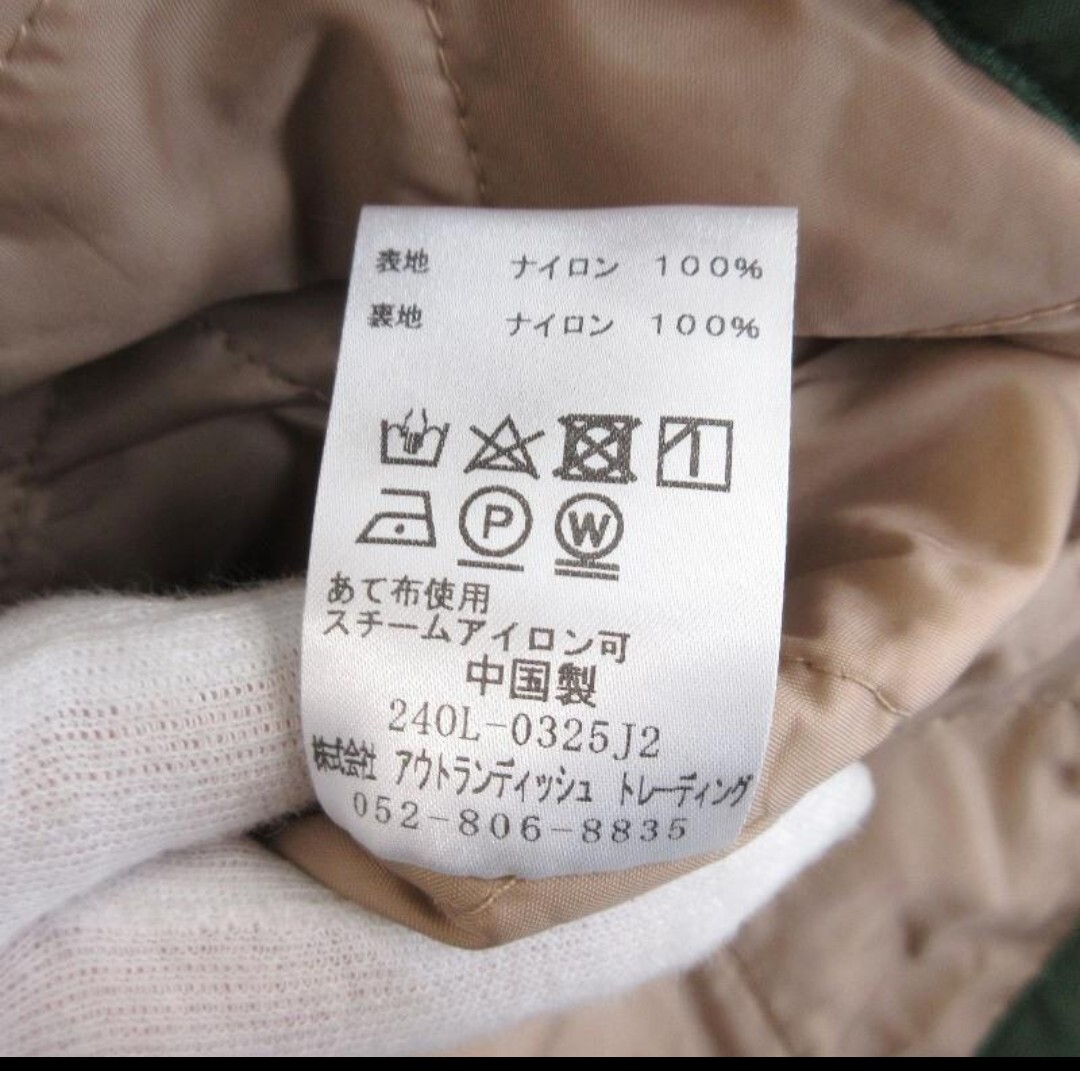 表地 ナイロン 100%
裏地 ナイロン 100%
P W
あて布使用
スチームアイロン可
中国製
240L-0325J2
株式会社 アウトランディッシュ トレーディング
052-806-8835